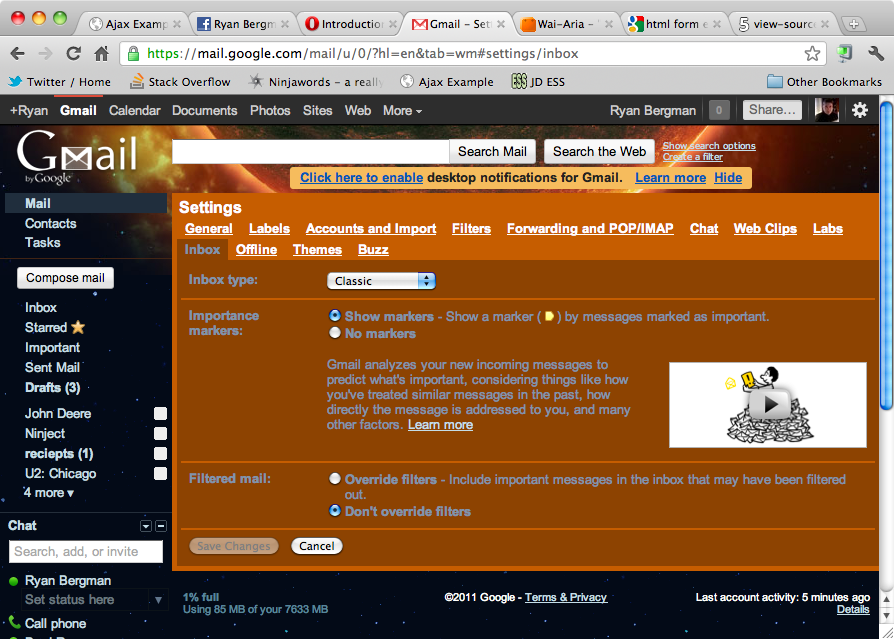 Ajax Examp
Ryan Bergm
Introduction
Gmail - Set
Wai-Aria -
html form e
view-source
https://mail.google.com/mail/u/0/?hl=en&tab=wm#settings/inbox
Twitter / Home
Stack Overflow
Ninjawords – a really
Ajax Example
JD ESS
Other Bookmarks
+Ryan Gmail Calendar Documents Photos Sites Web More
Ryan Bergman 0 Share...
Gmail
by Google
Search Mail
Search the Web
Show search options
Create a filter
Click here to enable desktop notifications for Gmail. Learn more Hide
Mail
Contacts
Tasks
Compose mail
Inbox
Starred
Important
Sent Mail
Drafts (3)
John Deere
Ninject
reciepts (1)
U2: Chicago
4 more ▾
Chat
Search, add, or invite
Ryan Bergman
Set status here
Call phone
Settings
General Labels Accounts and Import Filters Forwarding and POP/IMAP Chat Web Clips Labs
Inbox Offline Themes Buzz
Inbox type:
Classic
Importance
markers:
Show markers - Show a marker ( ) by messages marked as important.
No markers
Gmail analyzes your new incoming messages to
predict what's important, considering things like how
you've treated similar messages in the past, how
directly the message is addressed to you, and many
other factors. Learn more
Filtered mail:
Override filters - Include important messages in the inbox that may have been filtered
out.
Don't override filters
Save Changes
Cancel
1% full
Using 85 MB of your 7633 MB
©2011 Google - Terms & Privacy
Last account activity: 5 minutes ago
Details